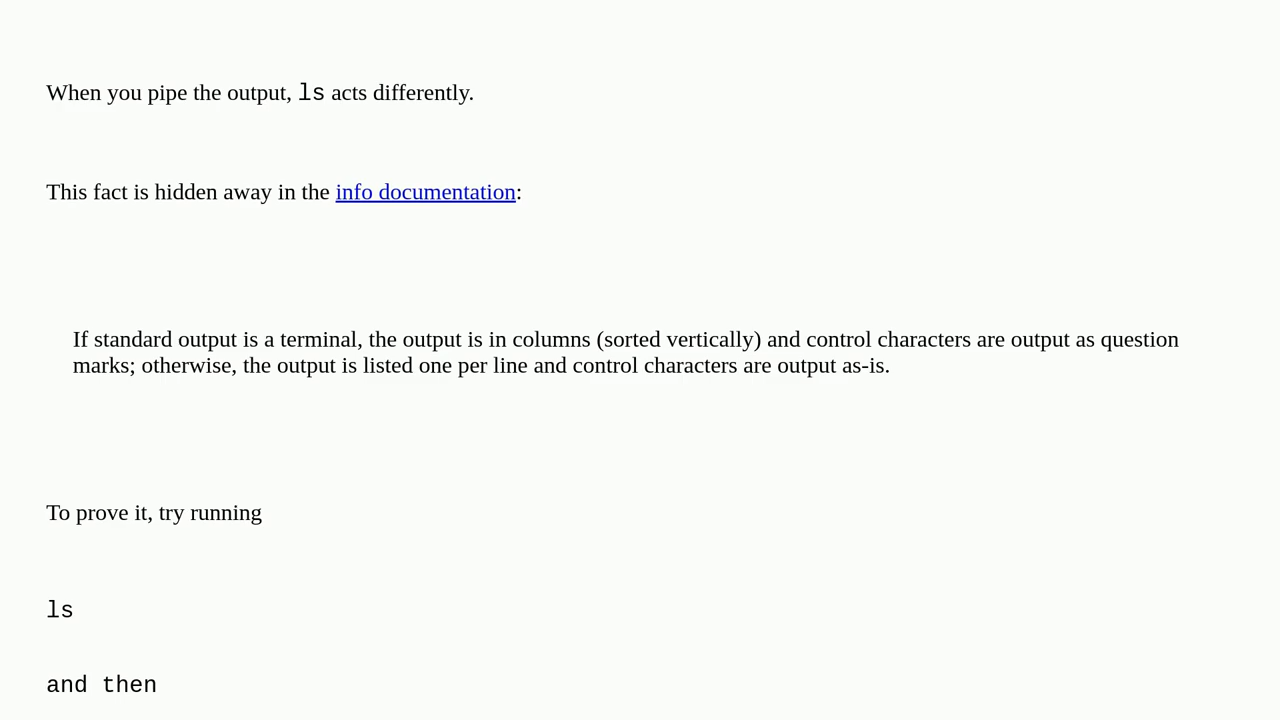 When you pipe the output, ls acts differently.
This fact is hidden away in the info documentation:
If standard output is a terminal, the output is in columns (sorted vertically) and control characters are output as question
marks; otherwise, the output is listed one per line and control characters are output as-is.
To prove it, try running
ls
and then